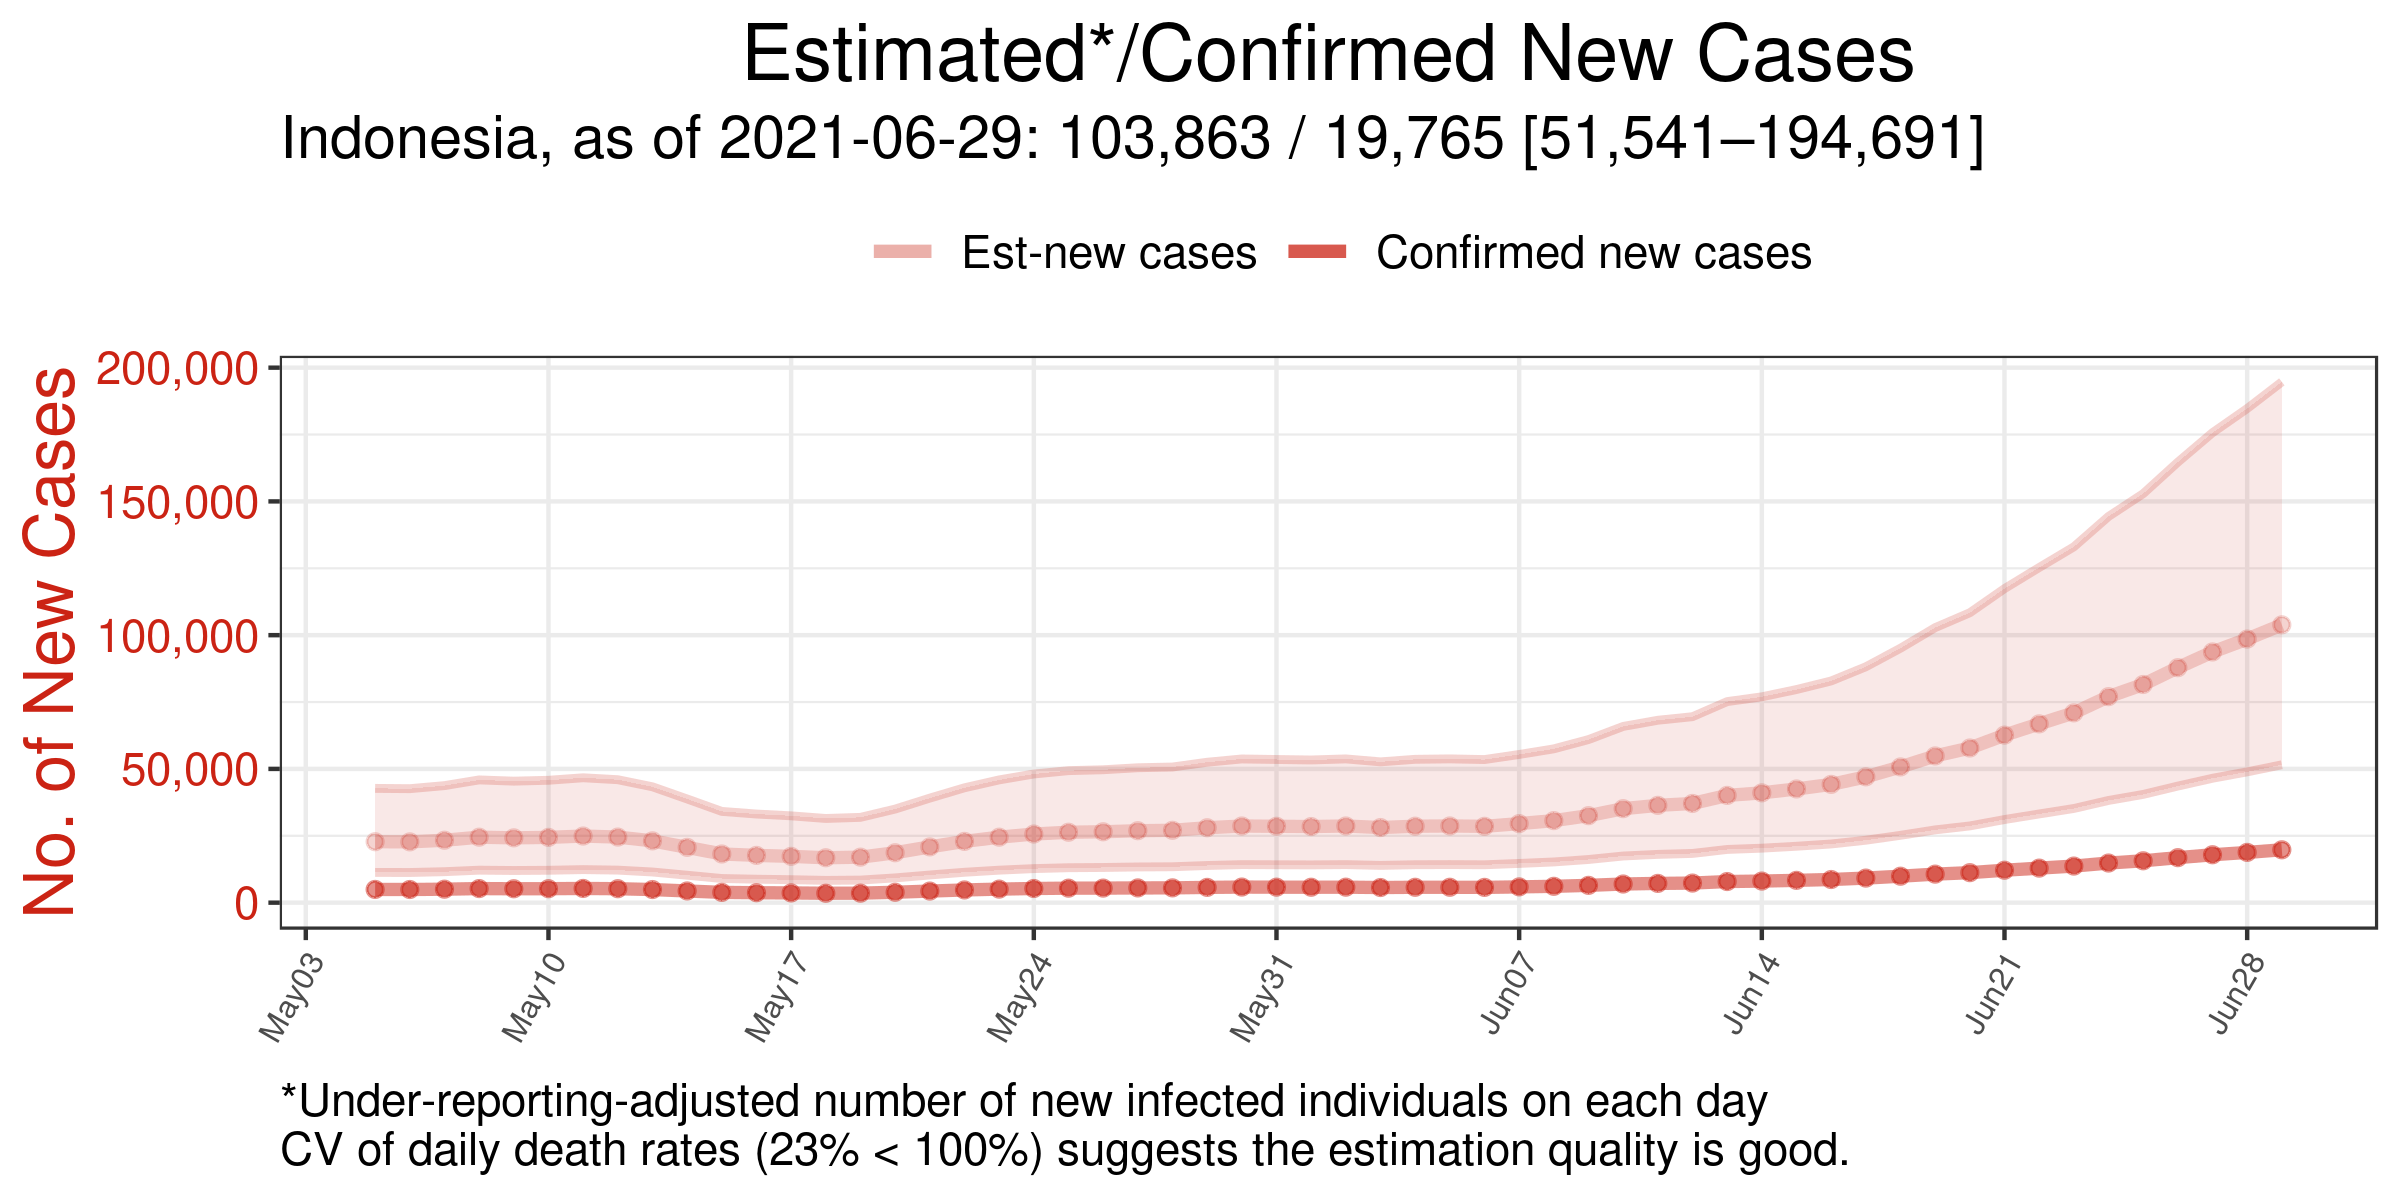 Estimated*/Confirmed New Cases
Indonesia, as of 2021-06-29: 103,863 / 19,765 [51,541–194,691]
Est-new cases
Confirmed new cases
No. of New Cases
200,000
150,000
100,000
50,000
0
May03
May10
May17
May24
May31
Jun07
Jun14
Jun21
Jun28
*Under-reporting-adjusted number of new infected individuals on each day
CV of daily death rates (23% < 100%) suggests the estimation quality is good.